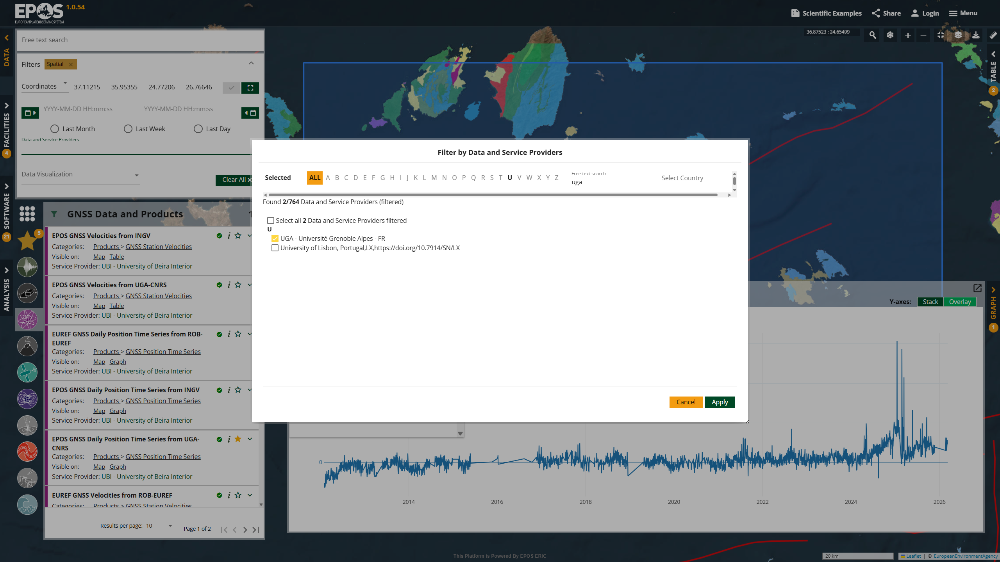 EPOS 1.0.54
EUROPEAN PLATE OBSERVING SYSTEM
Scientific Examples
Share
Login
Menu
36.87523 : 24.65499
DATA
FACILITIES
4
SOFTWARE
21
ANALYSIS
TABLE
2
GRAPH
1
Free text search
Filters
Spatial
Coordinates 37.11215 35.95355 24.77206 26.76646
YYYY-MM-DD HH:mm:ss YYYY-MM-DD HH:mm:ss
Last Month Last Week Last Day
Data and Service Providers
Data Visualization
Clear All
5
GNSS Data and Products
EPOS GNSS Velocities from INGV
Categories: Products > GNSS Station Velocities
Visible on: Map Table
Service Provider: UBI - University of Beira Interior
EPOS GNSS Velocities from UGA-CNRS
Categories: Products > GNSS Station Velocities
Visible on: Map Table
Service Provider: UBI - University of Beira Interior
EUREF GNSS Daily Position Time Series from ROB-
EUREF
Categories: Products > GNSS Position Time Series
Visible on: Map Graph
Service Provider: UBI - University of Beira Interior
EPOS GNSS Daily Position Time Series from INGV
Categories: Products > GNSS Position Time Series
Visible on: Map Graph
Service Provider: UBI - University of Beira Interior
EPOS GNSS Daily Position Time Series from UGA-
CNRS
Categories: Products > GNSS Position Time Series
Visible on: Map Graph
Service Provider: UBI - University of Beira Interior
EUREF GNSS Velocities from ROB-EUREF
Categories: Products > GNSS Station Velocities
Results per page: 10
Page 1 of 2
Filter by Data and Service Providers
Selected
ALL A B C D E F G H I J K L M N O P Q R S T U V W X Y Z
Free text search
uga
Select Country
Found 2/764 Data and Service Providers (filtered)
Select all 2 Data and Service Providers filtered
U
UGA - Université Grenoble Alpes - FR
University of Lisbon, Portugal,LX,https://doi.org/10.7914/SN/LX
Cancel
Apply
Y-axes: Stack Overlay
0
2014 2016 2018 2020 2022 2024 2026
This Platform is Powered By EPOS ERIC
20 km
Leaflet | © EuropeanEnvironmentAgency